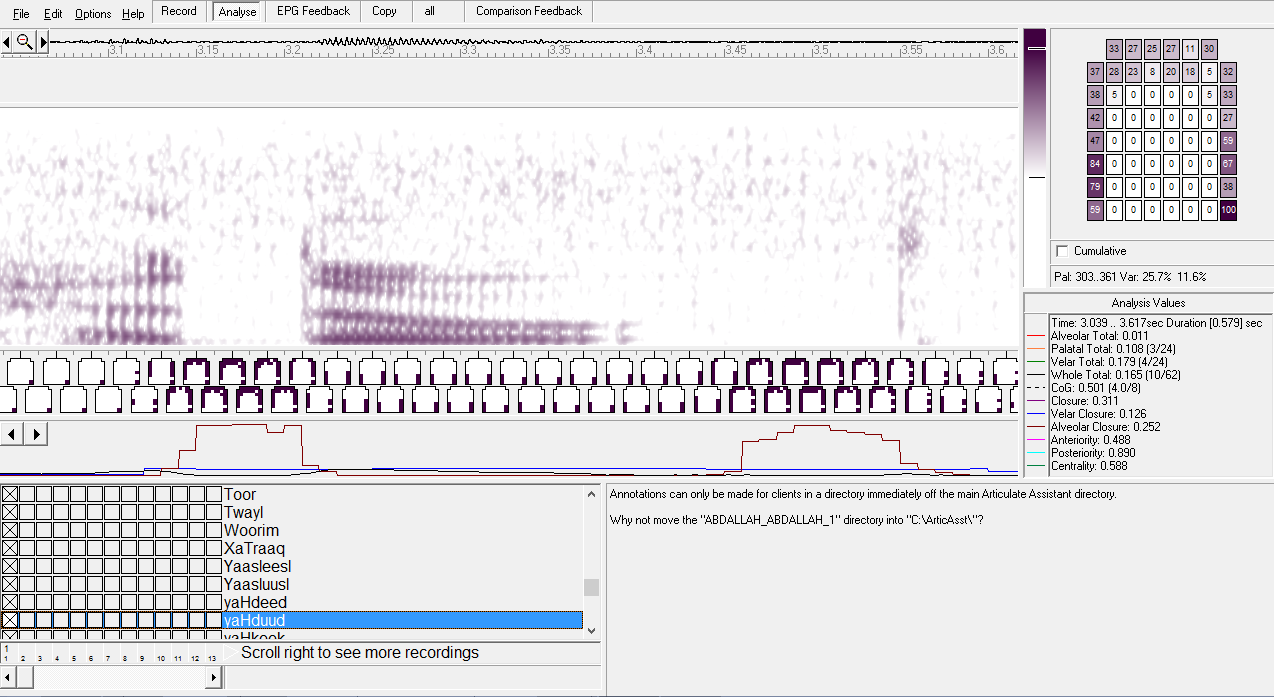 File Edit Options Help Record Analyse EPG Feedback Copy all Comparison Feedback
3.1 3.15 3.2 3.25 3.3 3.35 3.4 3.45 3.5 3.55 3.6
33 27 25 27 11 30
37 28 23 8 20 18 5 32
38 5 0 0 0 0 5 33
42 0 0 0 0 0 0 27
47 0 0 0 0 0 0 59
84 0 0 0 0 0 0 67
79 0 0 0 0 0 0 38
59 0 0 0 0 0 0 100
Cumulative
Pal: 303..361 Var: 25.7% 11.6%
Analysis Values
Time: 3.039 .. 3.617sec Duration [0.579] sec
Alveolar Total: 0.011
Palatal Total: 0.108 (3/24)
Velar Total: 0.179 (4/24)
Whole Total: 0.165 (10/62)
CoG: 0.501 (4.0/8)
Closure: 0.311
Velar Closure: 0.126
Alveolar Closure: 0.252
Anteriority: 0.488
Posteriority: 0.890
Centrality: 0.588
Toor
Twayl
Woorim
XaTraaq
Yaasleesl
Yaasluusl
yaHdeed
yaHduud
yaHkook
1
1 2 3 4 5 6 7 8 9 10 11 12 13
Scroll right to see more recordings
Annotations can only be made for clients in a directory immediately off the main Articulate Assistant directory.
Why not move the "ABDALLAH_ABDALLAH_1" directory into "C:\ArticAsst\"?